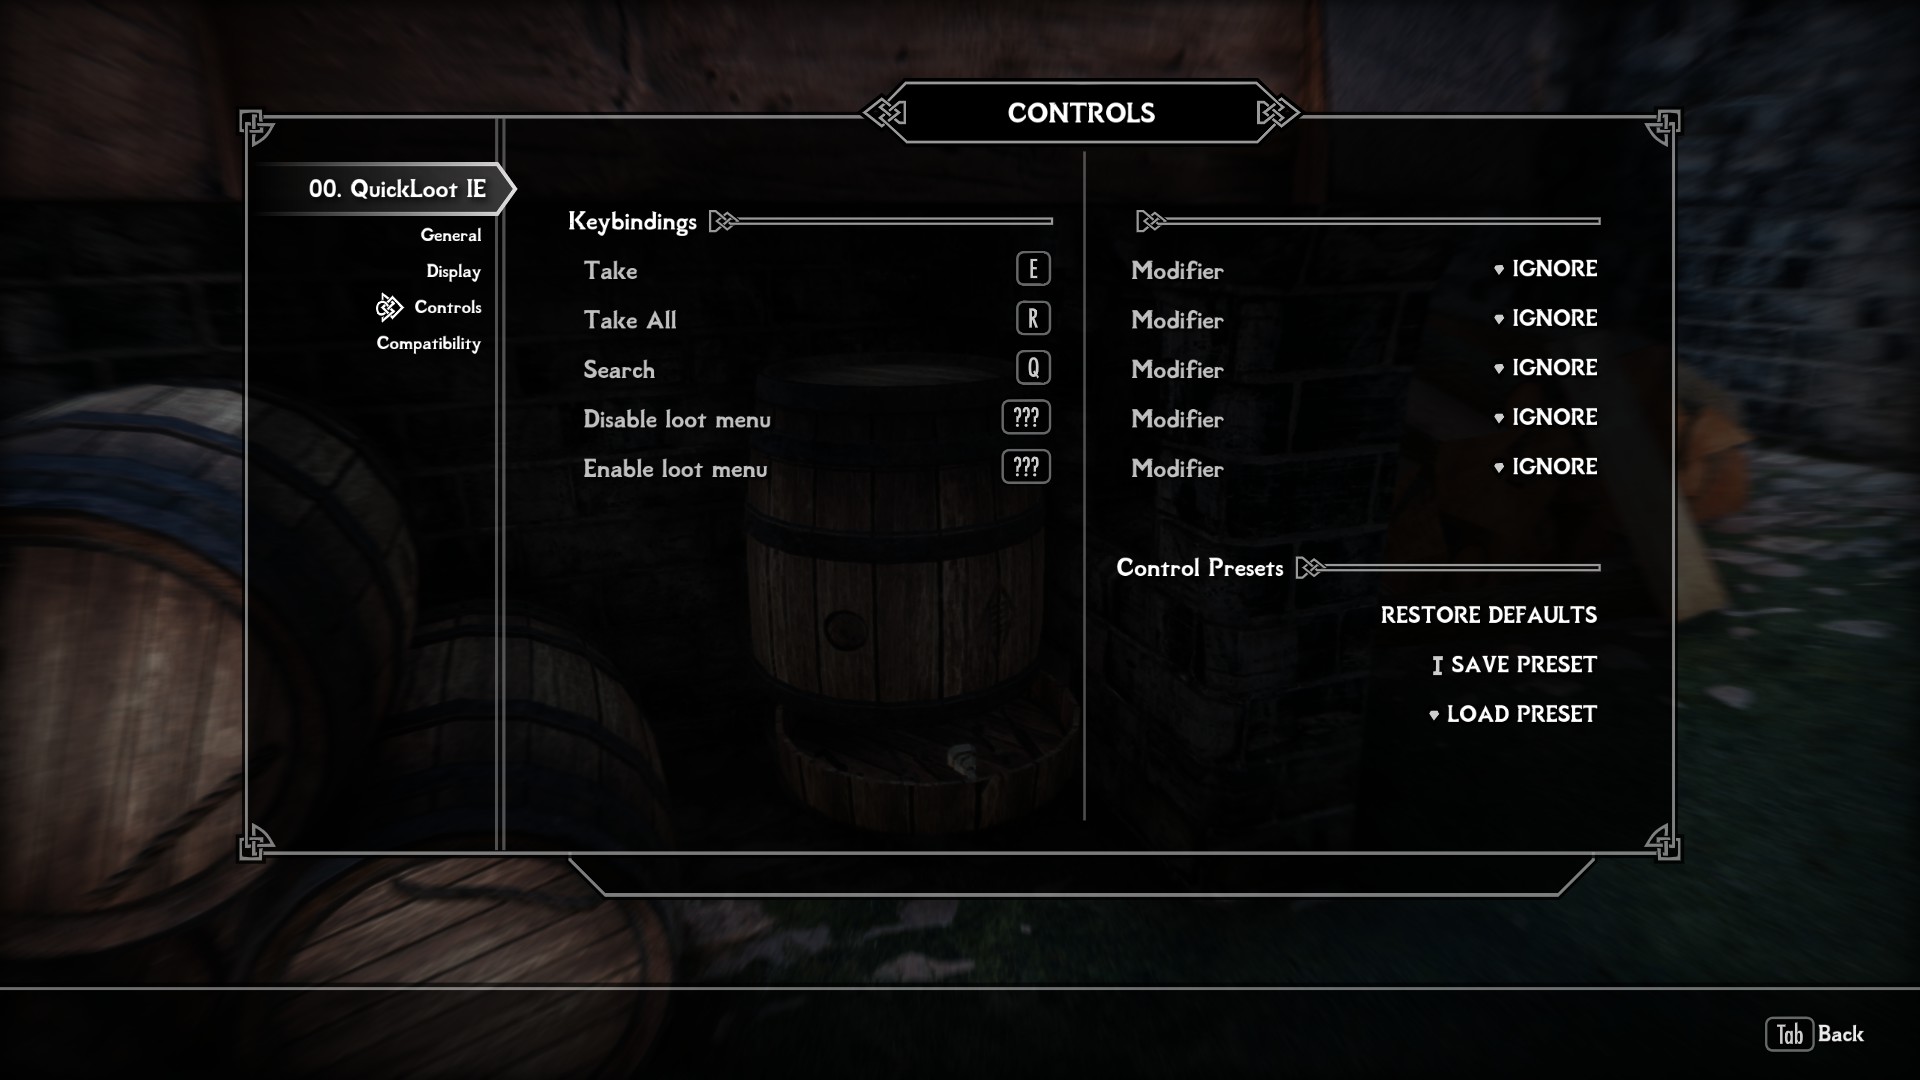 CONTROLS
00. QuickLoot IE
General
Display
Controls
Compatibility
Keybindings
Take E Modifier IGNORE
Take All R Modifier IGNORE
Search Q Modifier IGNORE
Disable loot menu ??? Modifier IGNORE
Enable loot menu ??? Modifier IGNORE
Control Presets
RESTORE DEFAULTS
SAVE PRESET
LOAD PRESET
Tab Back